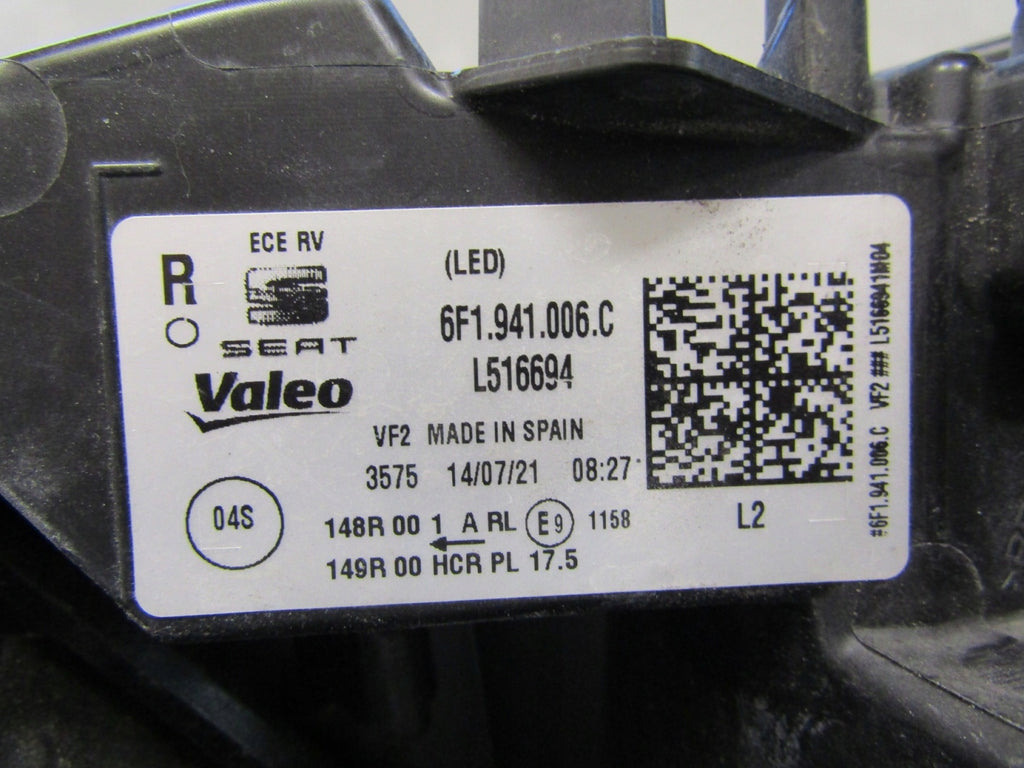 R
ECE RV
SEAT
Valeo
(LED)
6F1.941.006.C
L516694
VF2 MADE IN SPAIN
3575 14/07/21 08:27
04S
148R 00 1 A RL E9 1158
149R 00 HCR PL 17.5
L2
#6F1.941.006.C VF2 ### L5166941M04